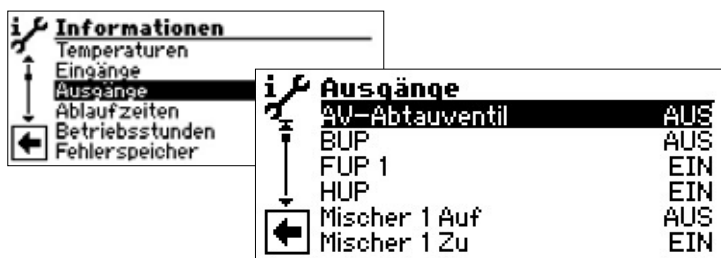 Informationen
Temperaturen
Eingänge
Ausgänge
Ablaufzeiten
Betriebsstunden
Fehlerspeicher
Ausgänge
AV-Abtauventil AUS
BUP AUS
FUP 1 EIN
HUP EIN
Mischer 1 Auf AUS
Mischer 1 Zu EIN